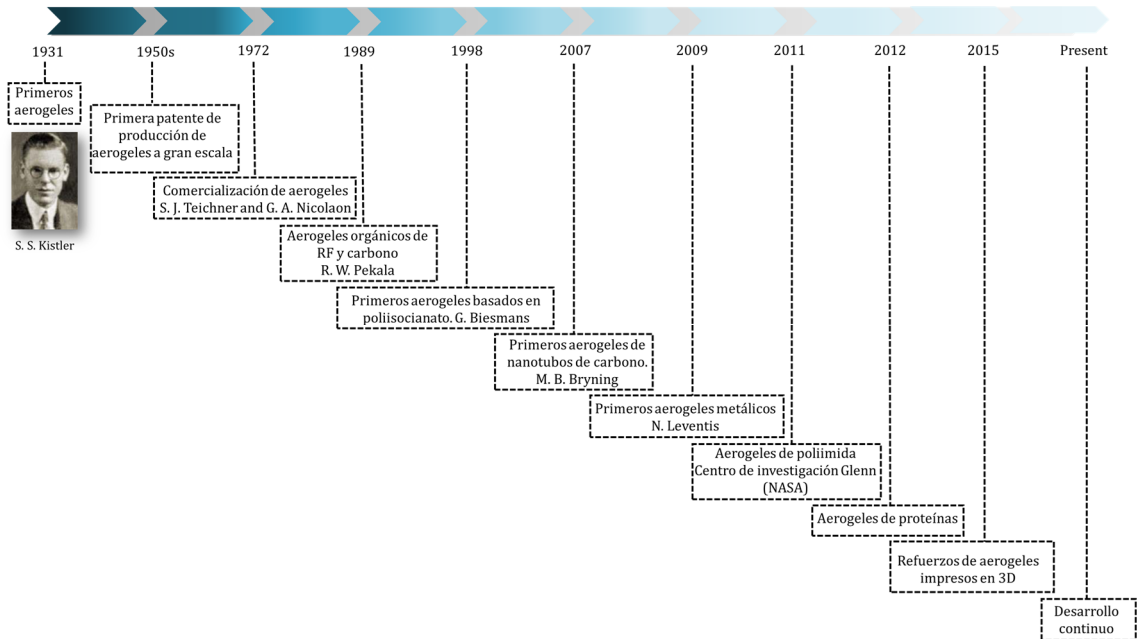 1931
1950s
1972
1989
1998
2007
2009
2011
2012
2015
Present
Primeros
aerogeles
S. S. Kistler
Primera patente de
producción de
aerogeles a gran escala
Comercialización de aerogeles
S. J. Teichner and G. A. Nicolaon
Aerogeles orgánicos de
RF y carbono
R. W. Pekala
Primeros aerogeles basados en
poliisocianato. G. Biesmans
Primeros aerogeles de
nanotubos de carbono.
M. B. Bryning
Primeros aerogeles metálicos
N. Leventis
Aerogeles de poliimida
Centro de investigación Glenn
(NASA)
Aerogeles de proteínas
Refuerzos de aerogeles
impresos en 3D
Desarrollo
continuo